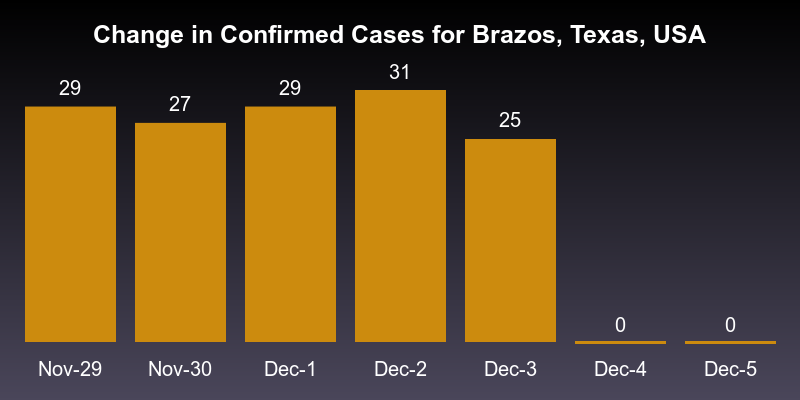 Change in Confirmed Cases for Brazos, Texas, USA
29 27 29 31 25 0 0
Nov-29 Nov-30 Dec-1 Dec-2 Dec-3 Dec-4 Dec-5